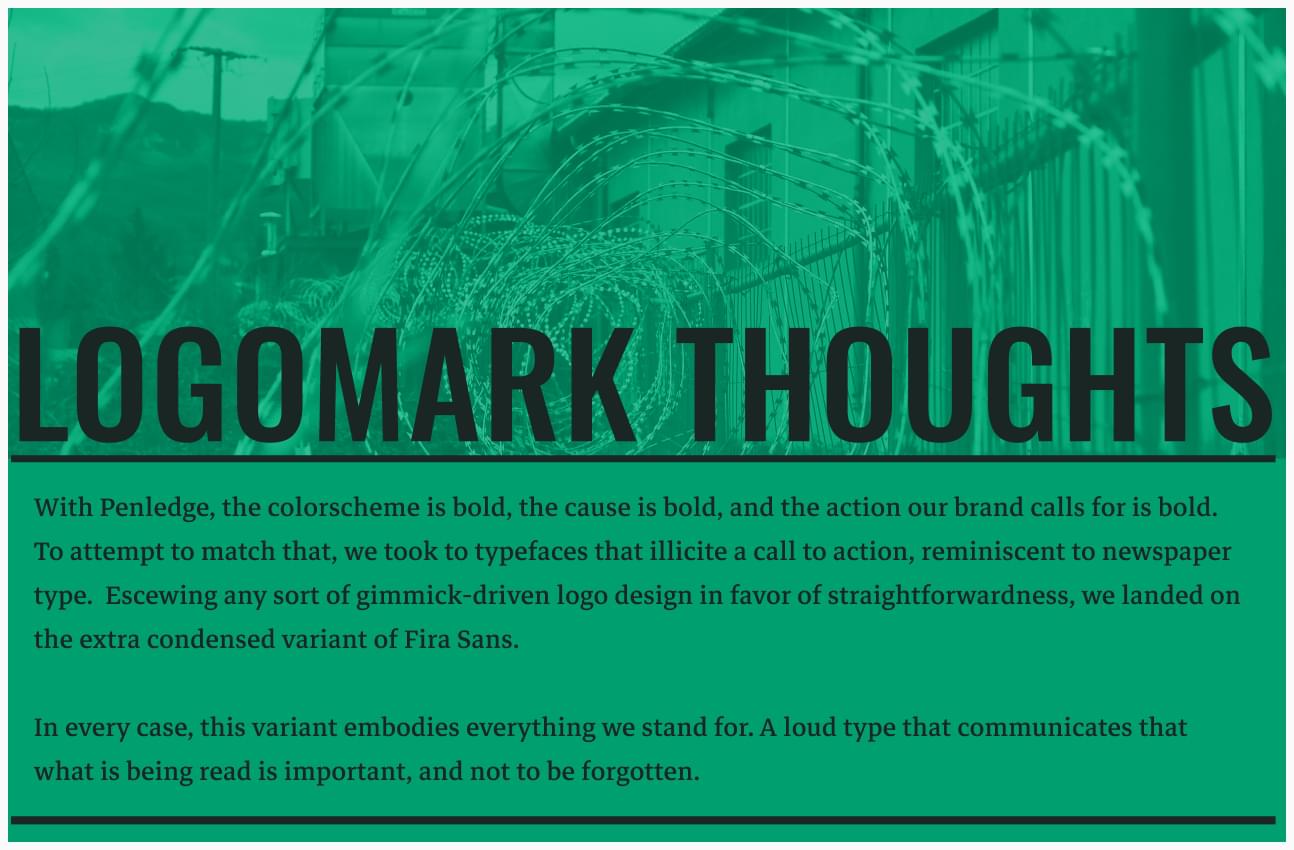 LOGOMARK THOUGHTS
With Penledge, the colorscheme is bold, the cause is bold, and the action our brand calls for is bold.
To attempt to match that, we took to typefaces that illicite a call to action, reminiscent to newspaper
type.  Escewing any sort of gimmick-driven logo design in favor of straightforwardness, we landed on
the extra condensed variant of Fira Sans.
In every case, this variant embodies everything we stand for. A loud type that communicates that
what is being read is important, and not to be forgotten.